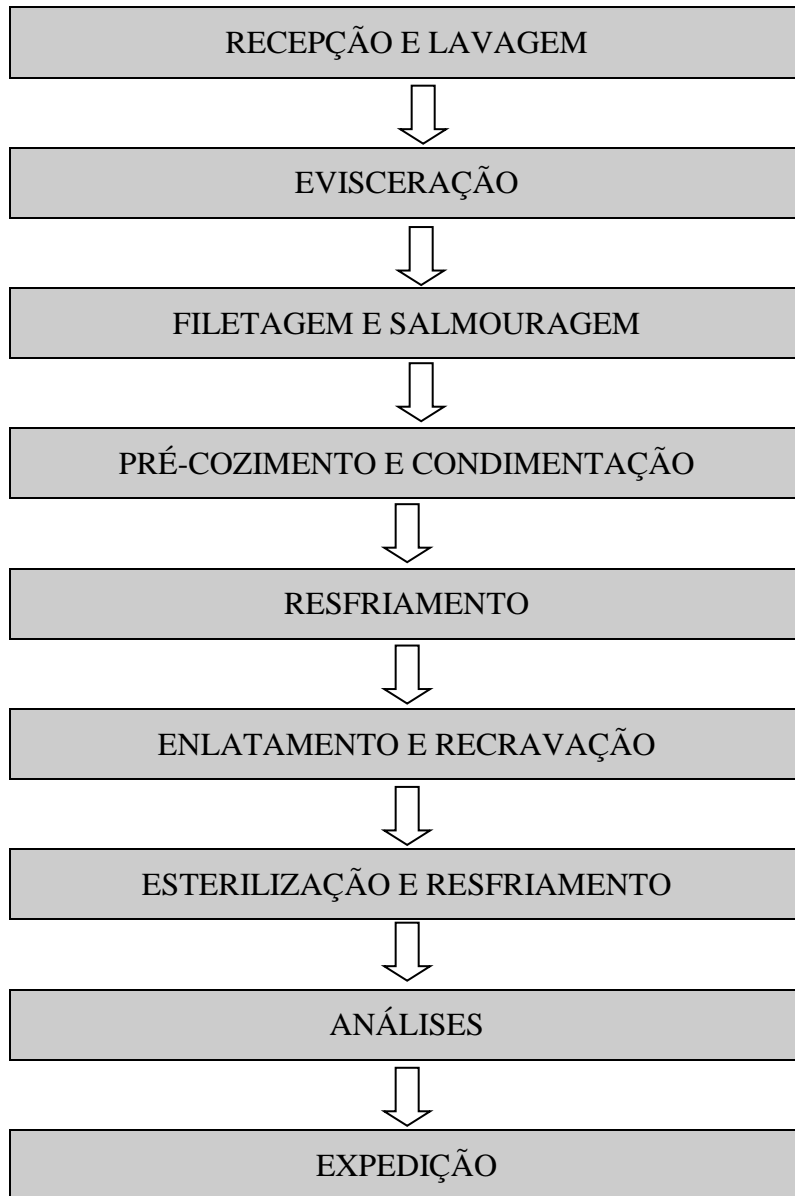 RECEPÇÃO E LAVAGEM
EVISCERAÇÃO
FILETAGEM E SALMOURAGEM
PRÉ-COZIMENTO E CONDIMENTAÇÃO
RESFRIAMENTO
ENLATAMENTO E RECRAVAÇÃO
ESTERILIZAÇÃO E RESFRIAMENTO
ANÁLISES
EXPEDIÇÃO